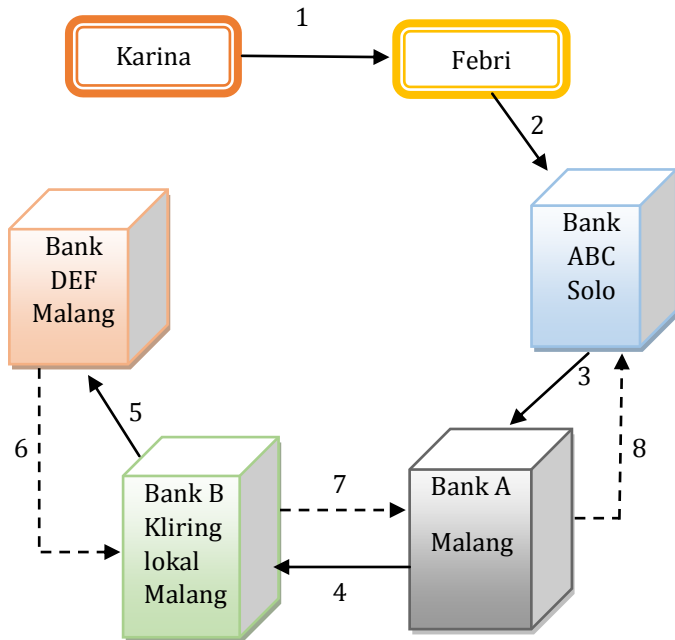 1
Karina
Febri
2
Bank
ABC
Solo
Bank
DEF
Malang
3
5
6
8
7
Bank B
Kliring
lokal
Malang
Bank A
Malang
4